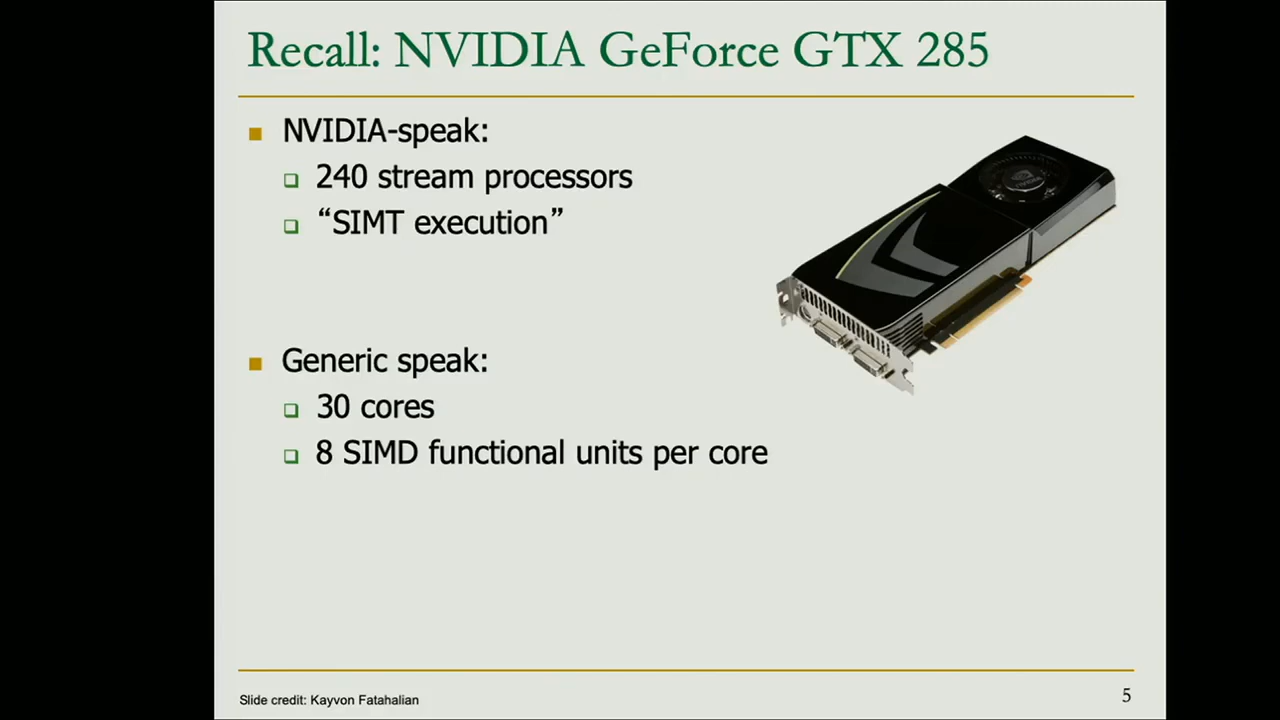 Recall: NVIDIA GeForce GTX 285
NVIDIA-speak:
240 stream processors
“SIMT execution”
Generic speak:
30 cores
8 SIMD functional units per core
Slide credit: Kayvon Fatahalian
5